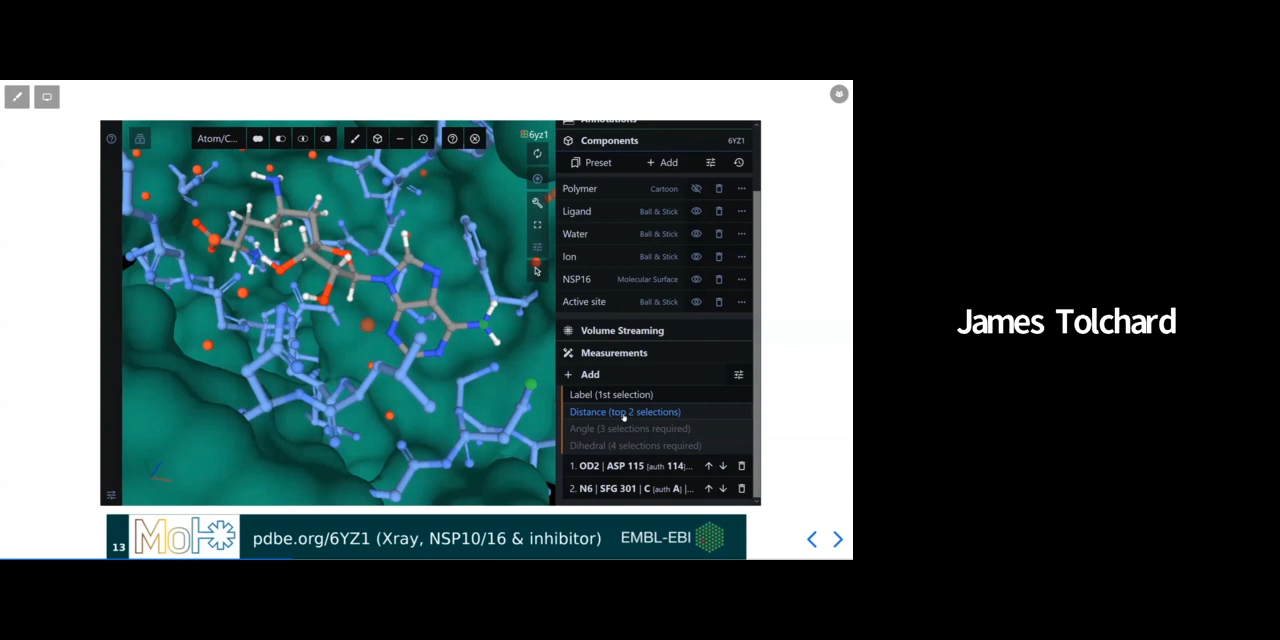 Atom/C...
6yz1
Annotations
Components 6YZ1
Preset + Add
Polymer Cartoon
Ligand Ball & Stick
Water Ball & Stick
Ion Ball & Stick
NSP16 Molecular Surface
Active site Ball & Stick
Volume Streaming
Measurements
+ Add
Label (1st selection)
Distance (top 2 selections)
Angle (3 selections required)
Dihedral (4 selections required)
1. OD2 | ASP 115 [auth 114]...
2. N6 | SFG 301 | C [auth A] |...
13 Mol* pdbe.org/6YZ1 (Xray, NSP10/16 & inhibitor) EMBL-EBI
James Tolchard